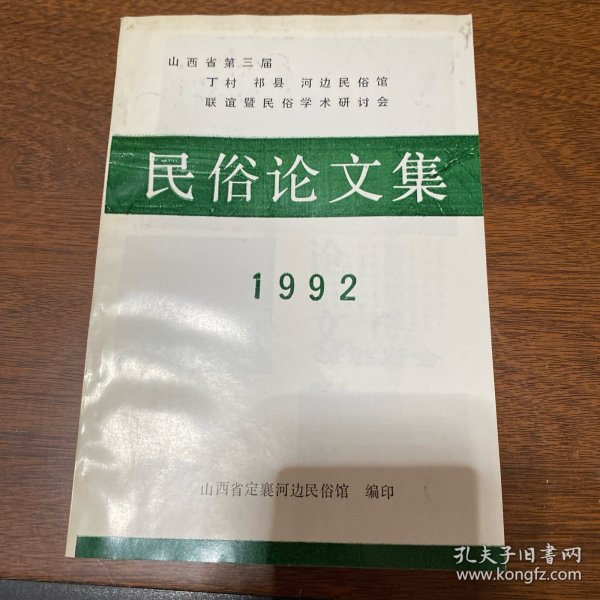 山西省第三届
丁村 祁县 河边民俗馆
联谊暨民俗学术研讨会
民俗论文集
1992
山西省定襄河边民俗馆 编印
孔夫子旧书网
www.kongfz.com